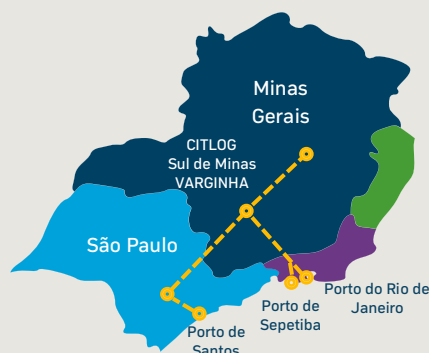 Minas
Gerais
CITLOG
Sul de Minas
VARGINHA
São Paulo
Porto do Rio de
Janeiro
Porto de
Sepetiba
Porto de
Santos